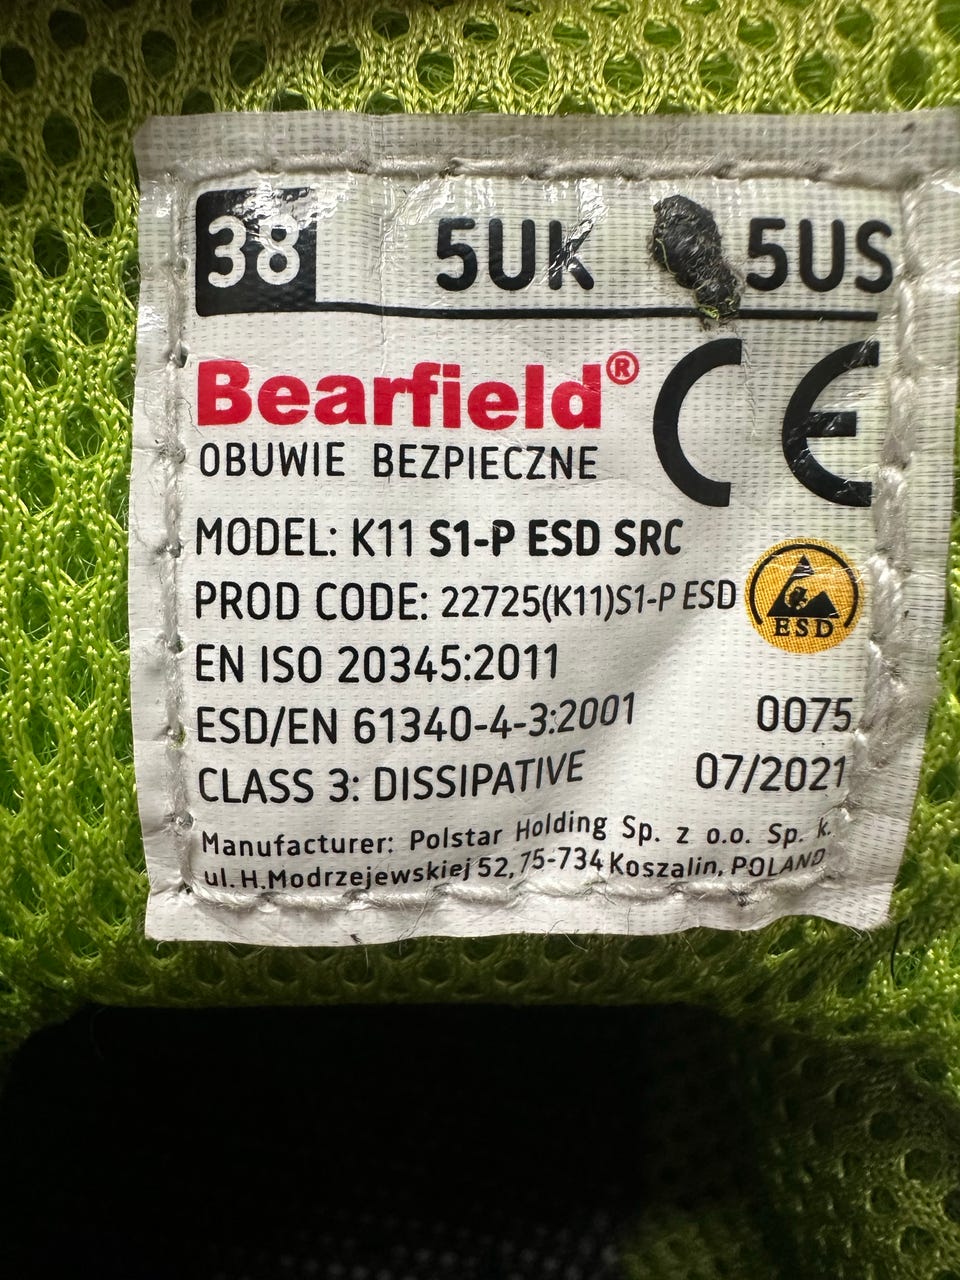 38 5UK 5US
Bearfield®
CE
OBUWIE BEZPIECZNE
MODEL: K11 S1-P ESD SRC
PROD CODE: 22725(K11)S1-P ESD
ESD
EN ISO 20345:2011
ESD/EN 61340-4-3:2001 0075
CLASS 3: DISSIPATIVE 07/2021
Manufacturer: Polstar Holding Sp. z o.o. Sp. k.
ul.H.Modrzejewskiej 52, 75-734 Koszalin, POLAND